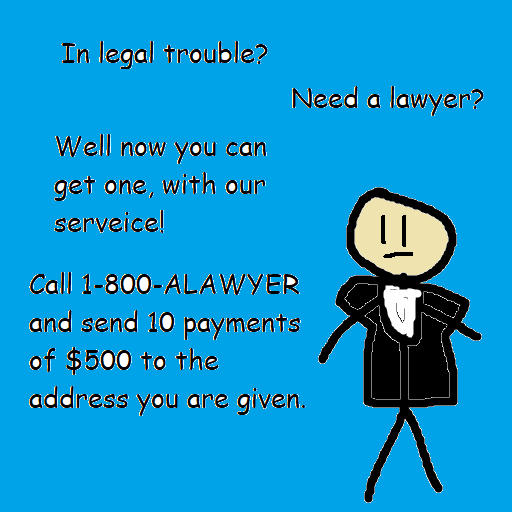 In legal trouble?
Need a lawyer?
Well now you can
get one, with our
serveice!
Call 1-800-ALAWYER
and send 10 payments
of $500 to the
address you are given.